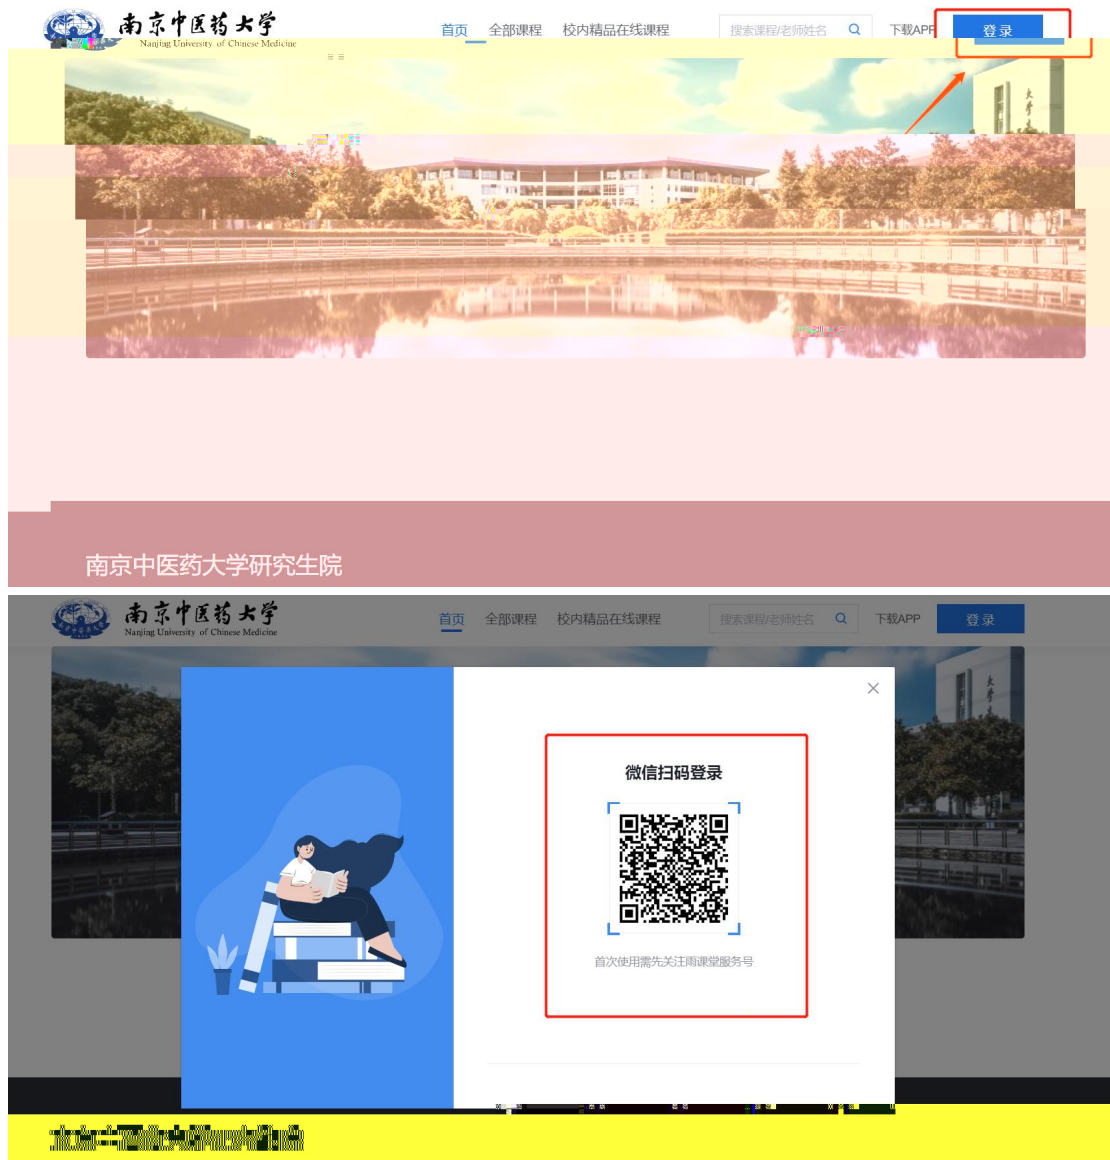 南京中医药大学
Nanjing University of Chinese Medicine
首页 全部课程 校内精品在线课程 搜索课程/老师姓名 下载APP 登录
南京中医药大学研究生院
南京中医药大学
Nanjing University of Chinese Medicine
首页 全部课程 校内精品在线课程 搜索课程/老师姓名 下载APP 登录
微信扫码登录
首次使用需先关注雨课堂服务号